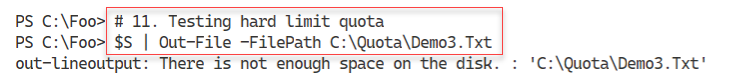 PS C:\Foo> # 11. Testing hard limit quota
PS C:\Foo> $S | Out-File -FilePath C:\Quota\Demo3.Txt
out-lineoutput: There is not enough space on the disk. : 'C:\Quota\Demo3.Txt'